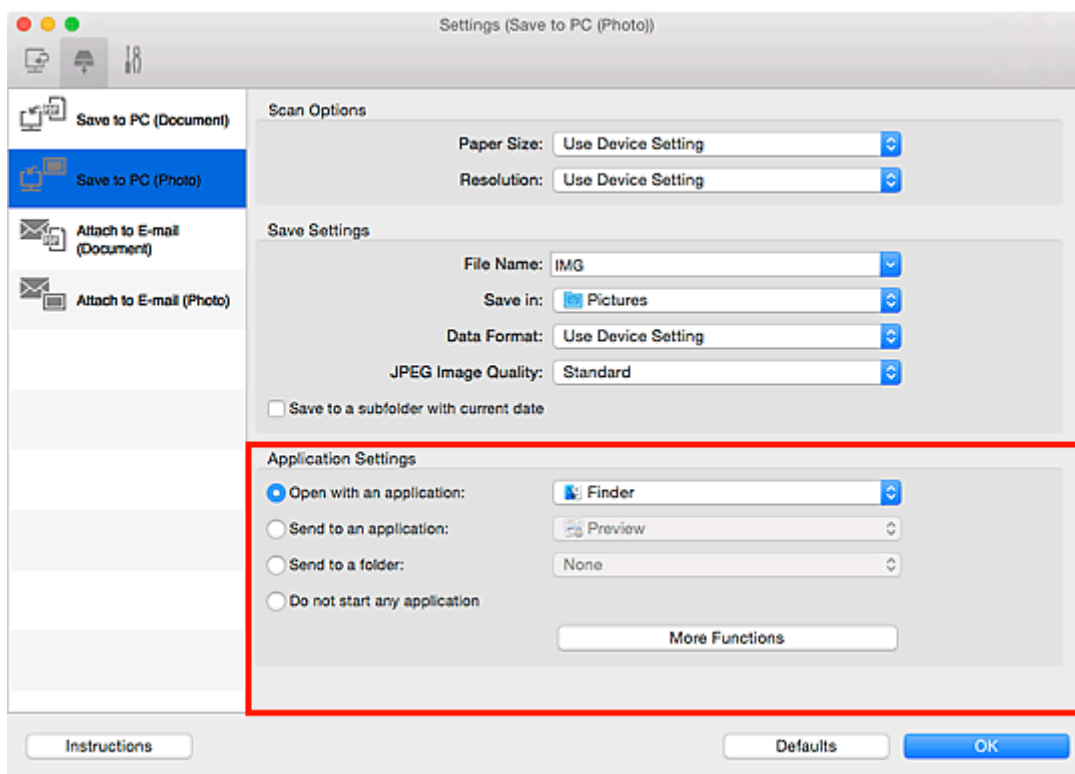 Settings (Save to PC (Photo))
Save to PC (Document)
Save to PC (Photo)
Attach to E-mail
(Document)
Attach to E-mail (Photo)
Scan Options
Paper Size: Use Device Setting
Resolution: Use Device Setting
Save Settings
File Name: IMG
Save in: Pictures
Data Format: Use Device Setting
JPEG Image Quality: Standard
Save to a subfolder with current date
Application Settings
Open with an application: Finder
Send to an application: Preview
Send to a folder: None
Do not start any application
More Functions
Instructions
Defaults
OK